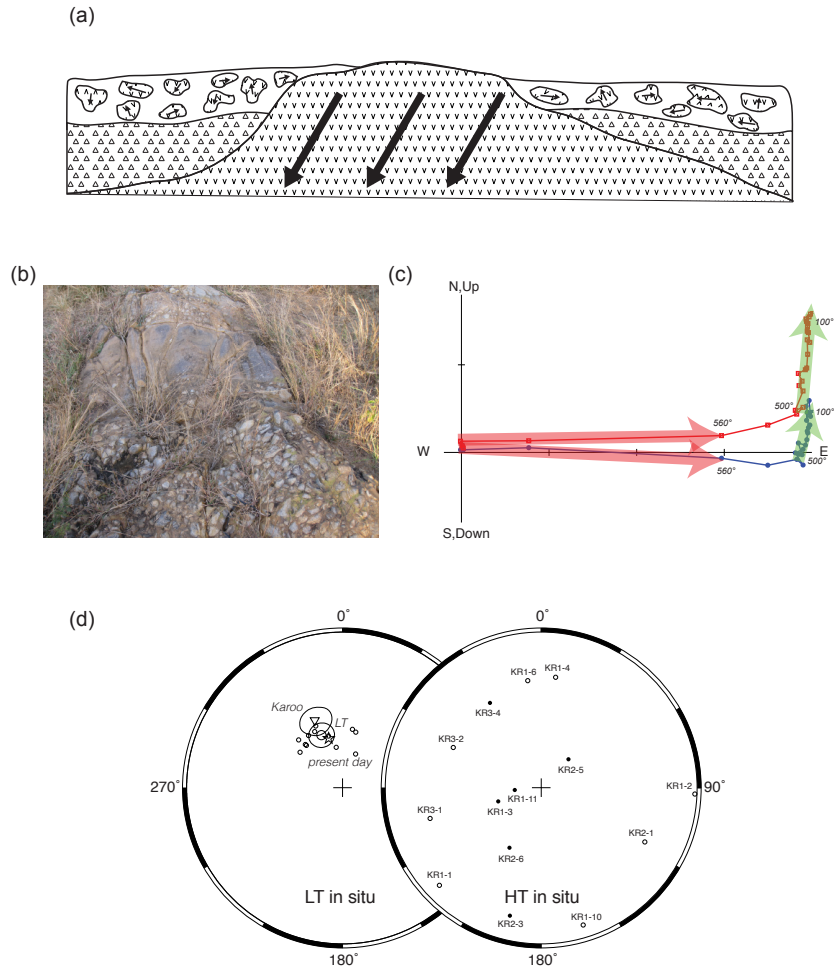 (a)
(b)
(c)
N,Up
100°
500°
560°
100°
W
E
560°
500°
S,Down
(d)
0°
0°
KR1-6
KR1-4
KR3-4
Karoo
LT
KR3-2
present day
KR2-5
270°
90°
KR1-2
KR1-11
KR1-3
KR3-1
KR2-1
KR2-6
KR1-1
LT in situ
HT in situ
KR2-3
KR1-10
180°
180°